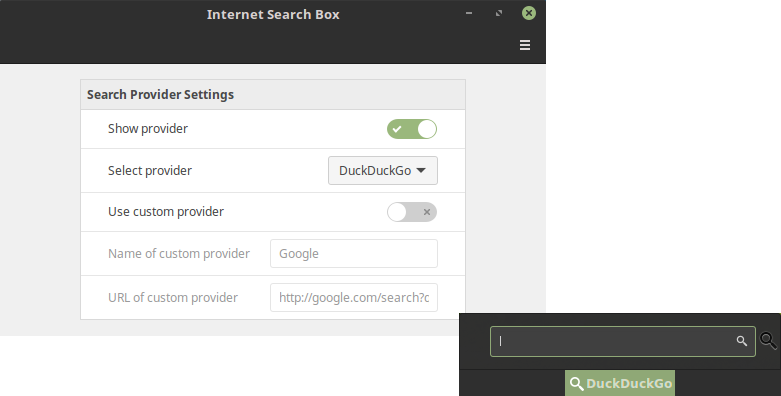 Internet Search Box
Search Provider Settings
Show provider
Select provider DuckDuckGo
Use custom provider
Name of custom provider Google
URL of custom provider http://google.com/search?c
DuckDuckGo